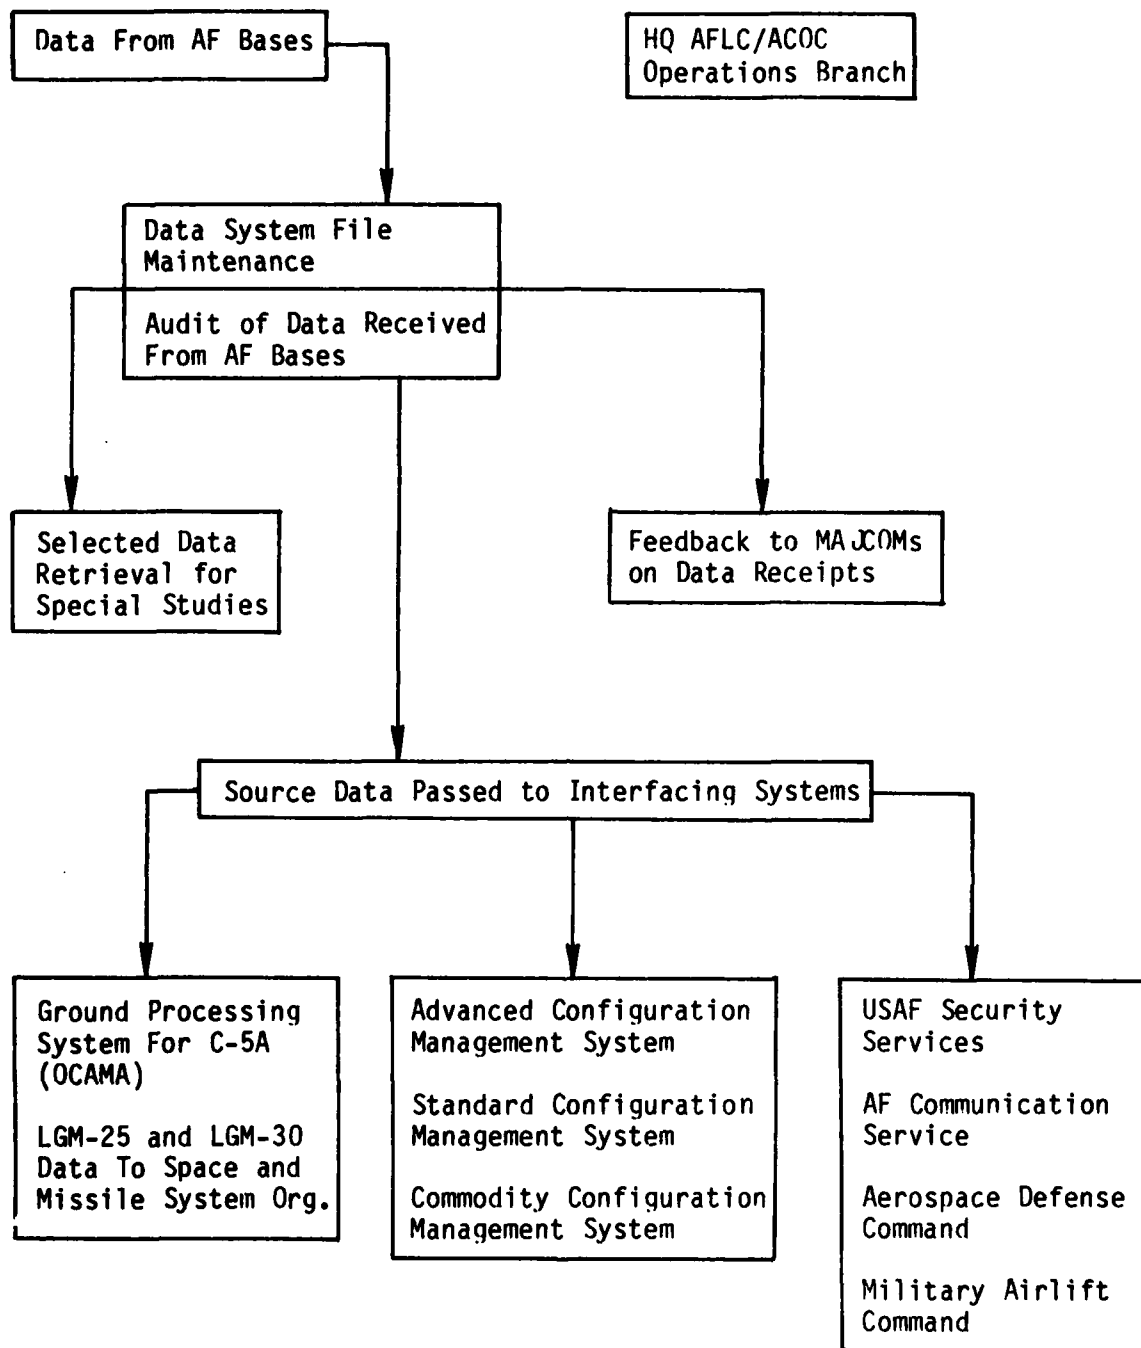 Data From AF Bases
HQ AFLC/ACOC
Operations Branch
Data System File
Maintenance
Audit of Data Received
From AF Bases
Selected Data
Retrieval for
Special Studies
Feedback to MAJCOMs
on Data Receipts
Source Data Passed to Interfacing Systems
Ground Processing
System For C-5A
(OCAMA)
LGM-25 and LGM-30
Data To Space and
Missile System Org.
Advanced Configuration
Management System
Standard Configuration
Management System
Commodity Configuration
Management System
USAF Security
Services
AF Communication
Service
Aerospace Defense
Command
Military Airlift
Command